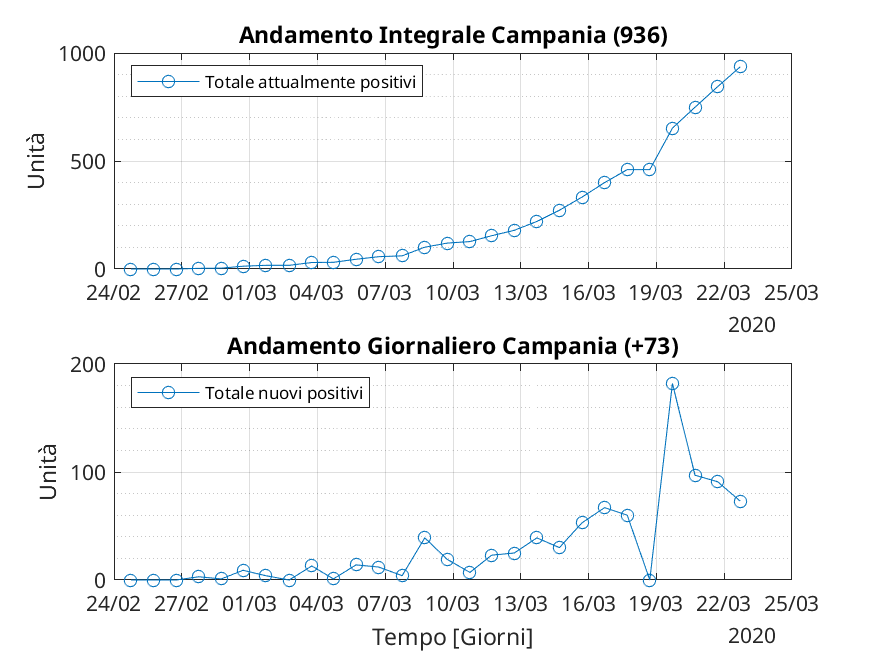 Andamento Integrale Campania (936)
1000
Totale attualmente positivi
Unità
500
0
24/02 27/02 01/03 04/03 07/03 10/03 13/03 16/03 19/03 22/03 25/03
2020
Andamento Giornaliero Campania (+73)
200
Totale nuovi positivi
Unità
100
0
24/02 27/02 01/03 04/03 07/03 10/03 13/03 16/03 19/03 22/03 25/03
Tempo [Giorni]
2020